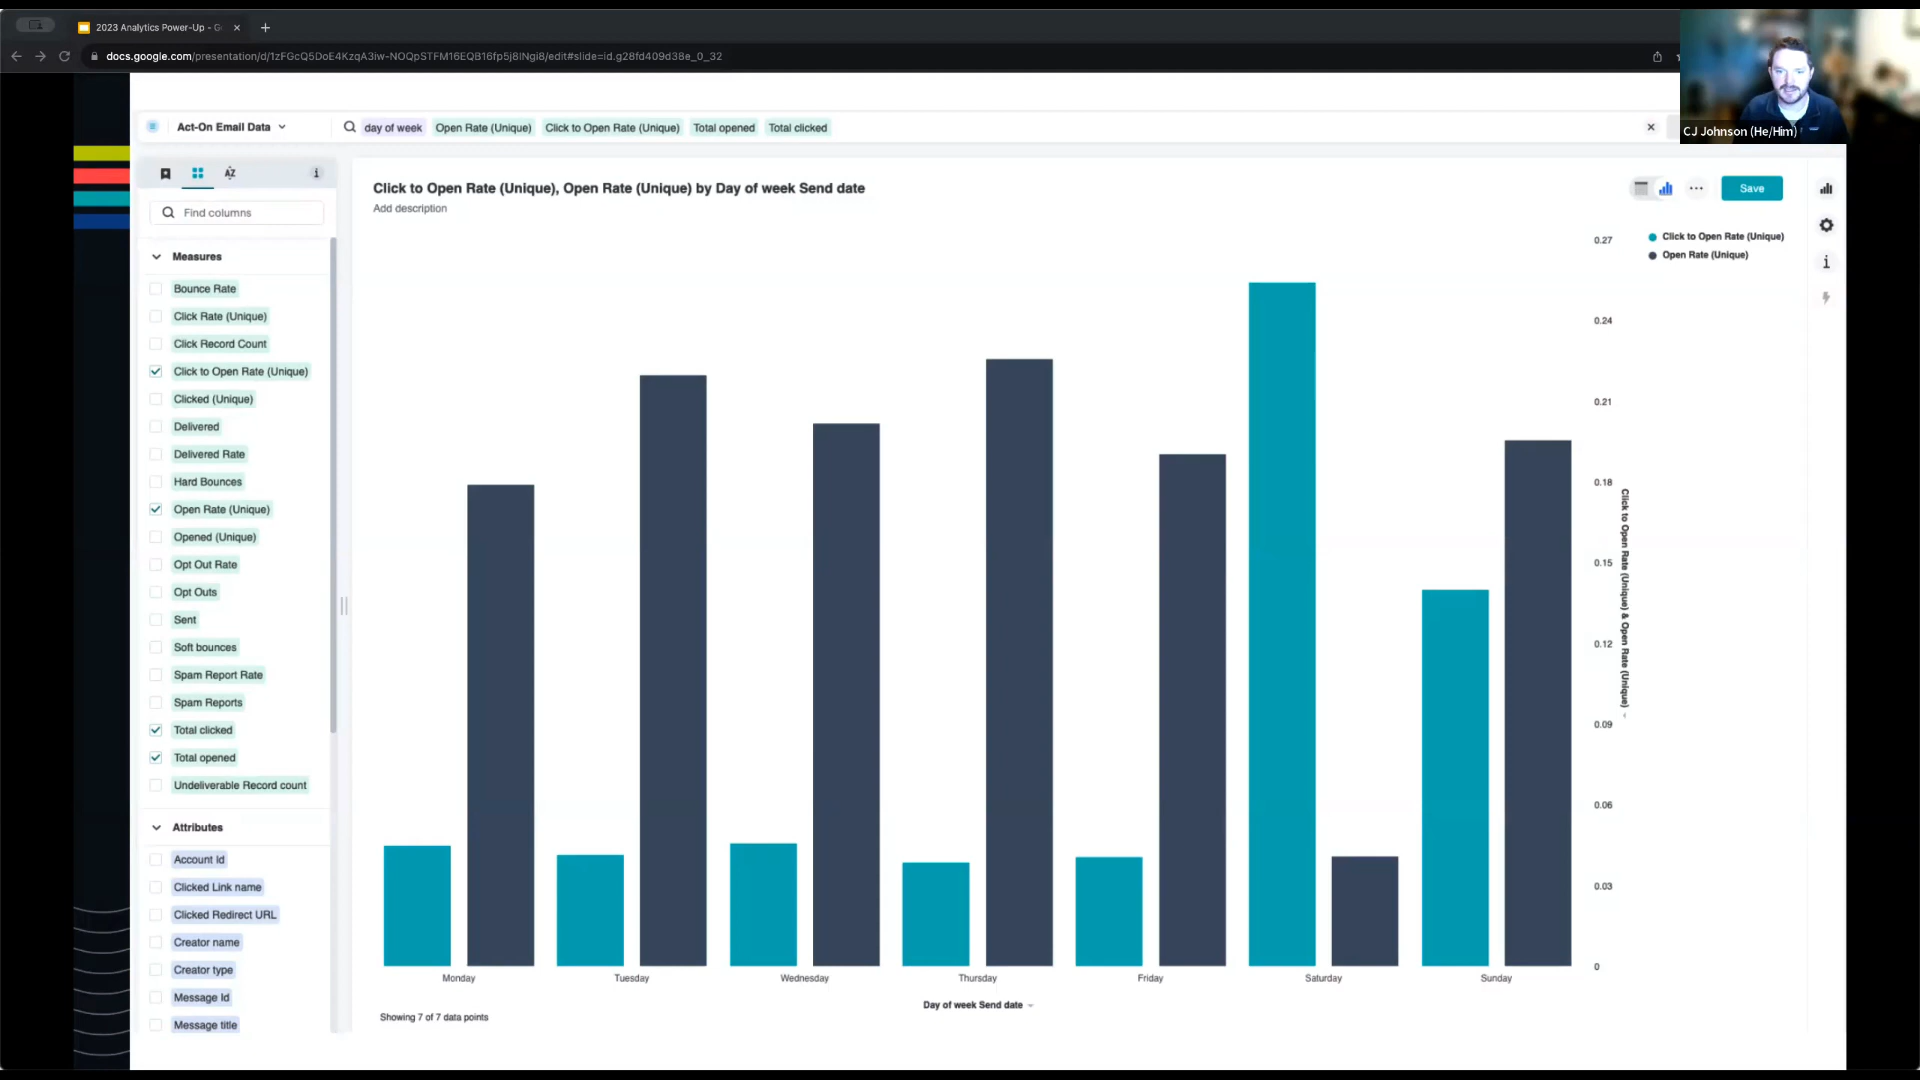 2023 Analytics Power-Up - Go
docs.google.com/presentation/d/1zFGcQ5DoE4KzqA3iw-NOQpSTFM16EQB16fp5j8INgi8/edit#slide=id.g28fd409d38e_0_32
CJ Johnson (He/Him)
Act-On Email Data
day of week Open Rate (Unique) Click to Open Rate (Unique) Total opened Total clicked
Find columns
Measures
Bounce Rate
Click Rate (Unique)
Click Record Count
Click to Open Rate (Unique)
Clicked (Unique)
Delivered
Delivered Rate
Hard Bounces
Open Rate (Unique)
Opened (Unique)
Opt Out Rate
Opt Outs
Sent
Soft bounces
Spam Report Rate
Spam Reports
Total clicked
Total opened
Undeliverable Record count
Attributes
Account Id
Clicked Link name
Clicked Redirect URL
Creator name
Creator type
Message Id
Message title
Click to Open Rate (Unique), Open Rate (Unique) by Day of week Send date
Add description
Save
Click to Open Rate (Unique)
Open Rate (Unique)
0.27
0.24
0.21
0.18
0.15
0.12
0.09
0.06
0.03
0
Click to Open Rate (Unique) & Open Rate (Unique)
Monday Tuesday Wednesday Thursday Friday Saturday Sunday
Day of week Send date
Showing 7 of 7 data points